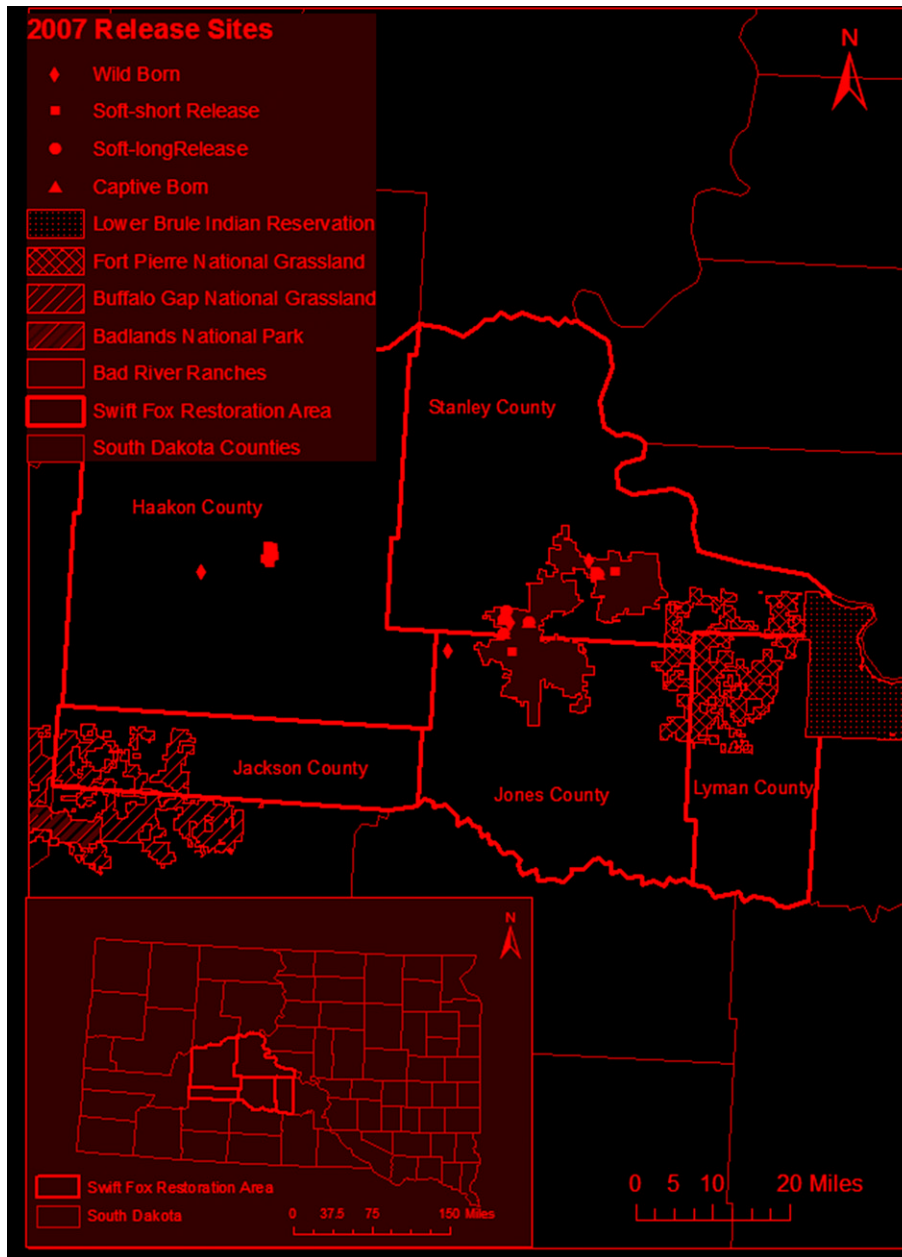 2007 Release Sites
Wild Born
Soft-short Release
Soft-longRelease
Captive Born
Lower Brule Indian Reservation
Fort Pierre National Grassland
Buffalo Gap National Grassland
Badlands National Park
Bad River Ranches
Swift Fox Restoration Area
South Dakota Counties
N
Stanley County
Haakon County
Jackson County
Jones County
Lyman County
N
Swift Fox Restoration Area
South Dakota
0 37.5 75 150 Miles
0 5 10 20 Miles